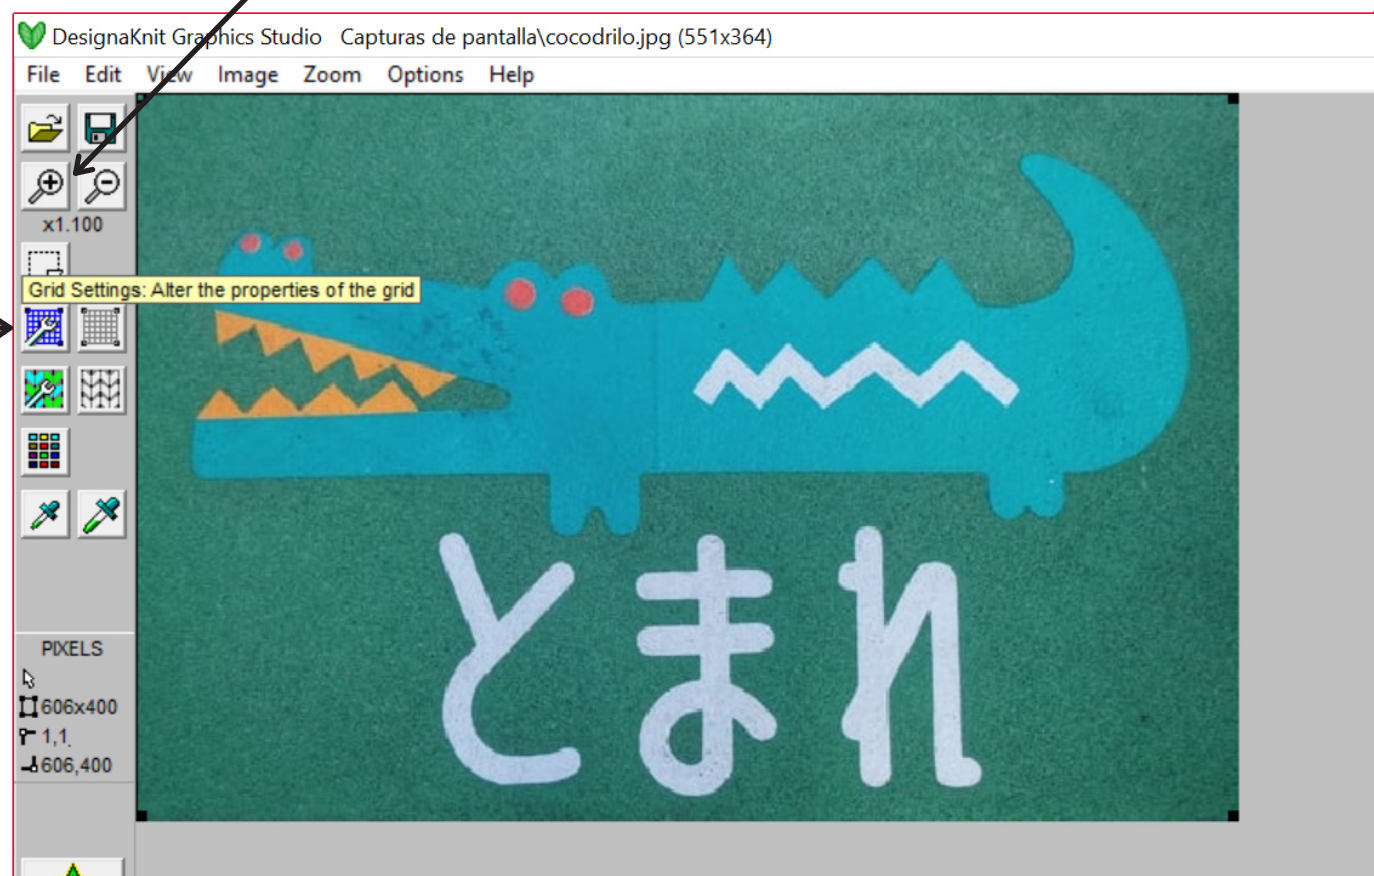 DesignaKnit Graphics Studio Capturas de pantalla\cocodrilo.jpg (551x364)
File Edit View Image Zoom Options Help
x1.100
Grid Settings: Alter the properties of the grid
とまれ
PIXELS
606x400
1,1
606,400